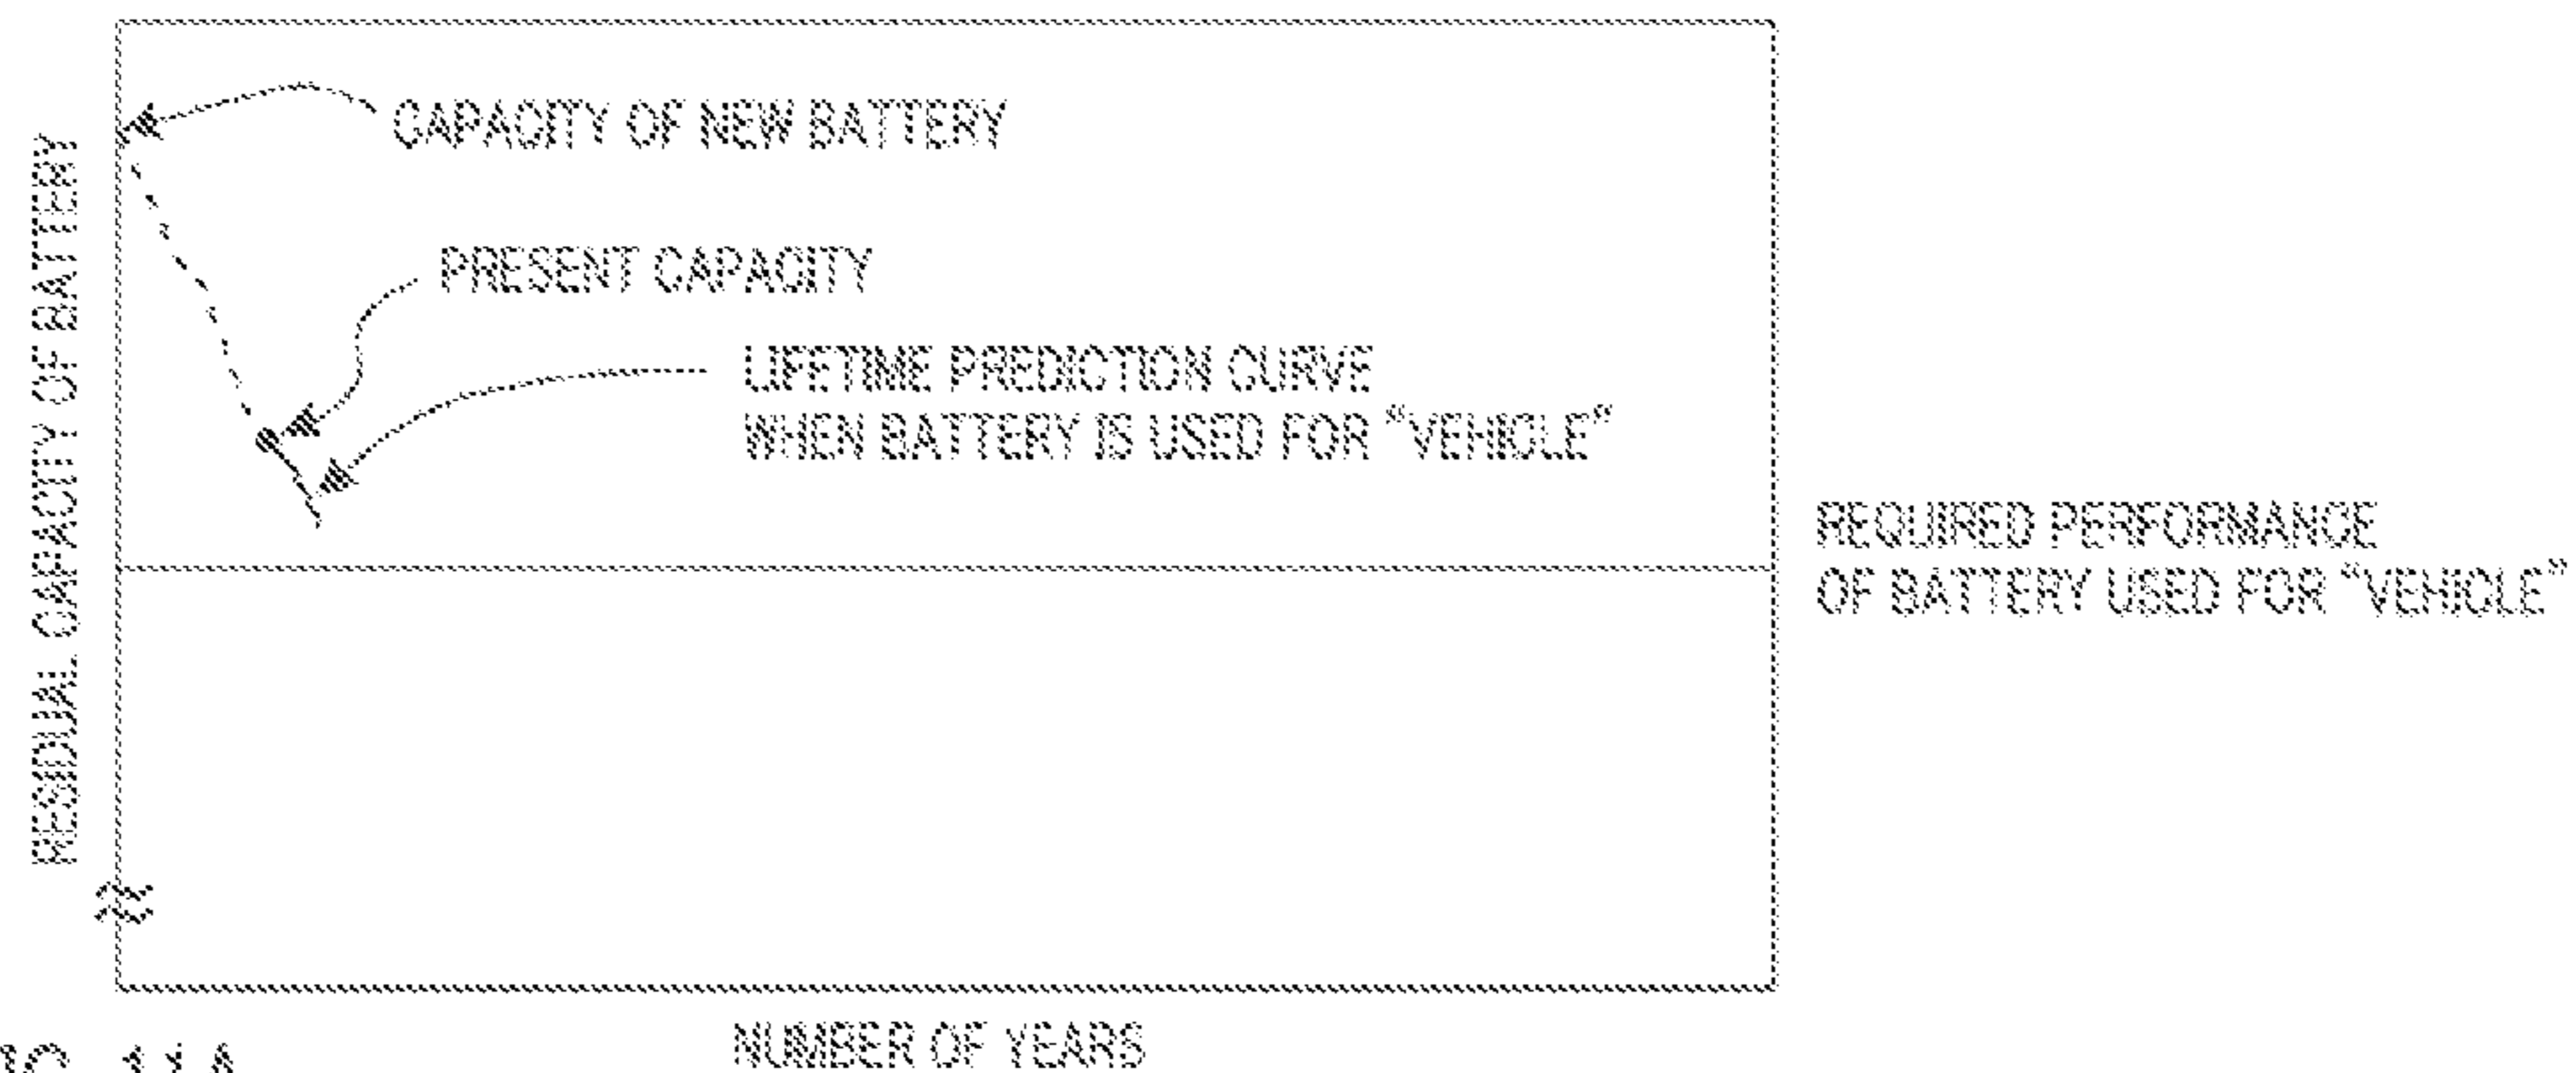 CAPACITY OF NEW BATTERY
PRESENT CAPACITY
LIFETIME PREDICTION CURVE
WHEN BATTERY IS USED FOR "VEHICLE"
RESIDUAL CAPACITY OF BATTERY
REQUIRED PERFORMANCE
OF BATTERY USED FOR "VEHICLE"
NUMBER OF YEARS